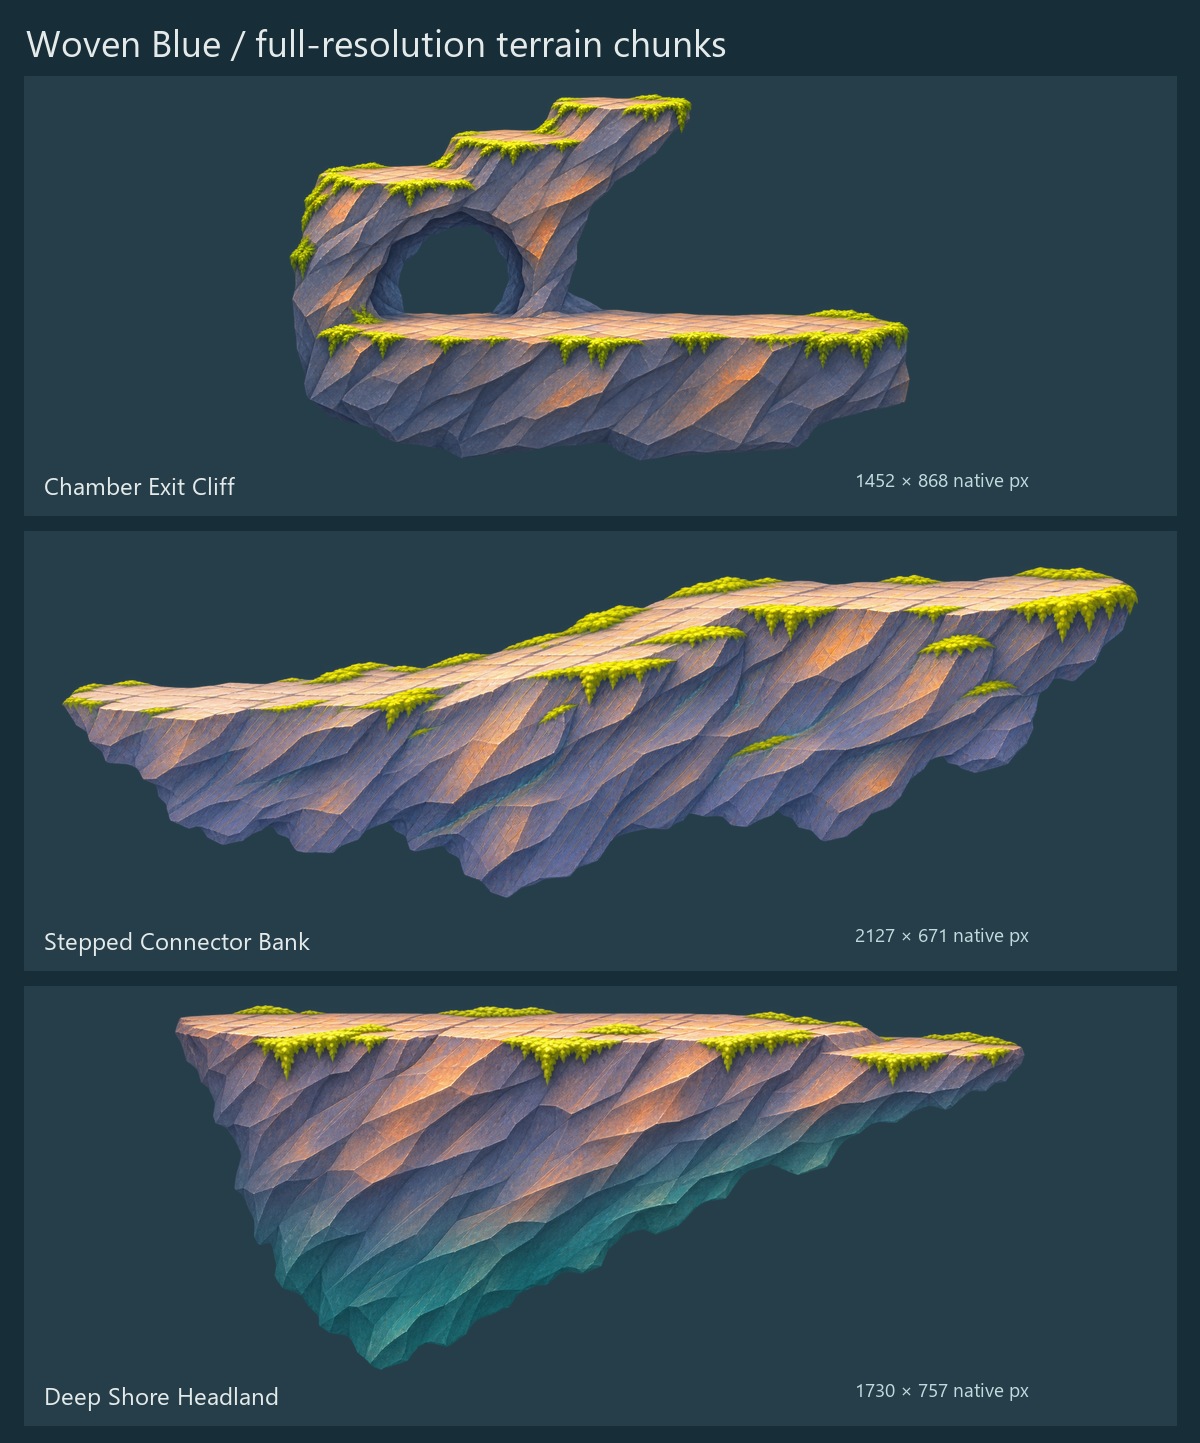 Woven Blue / full-resolution terrain chunks
Chamber Exit Cliff
1452 × 868 native px
Stepped Connector Bank
2127 × 671 native px
Deep Shore Headland
1730 × 757 native px